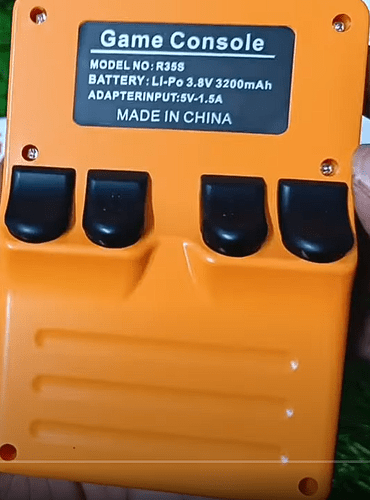 Game Console
MODEL NO: R35S
BATTERY: Li-Po 3.8V 3200mAh
ADAPTERINPUT:5V-1.5A
MADE IN CHINA